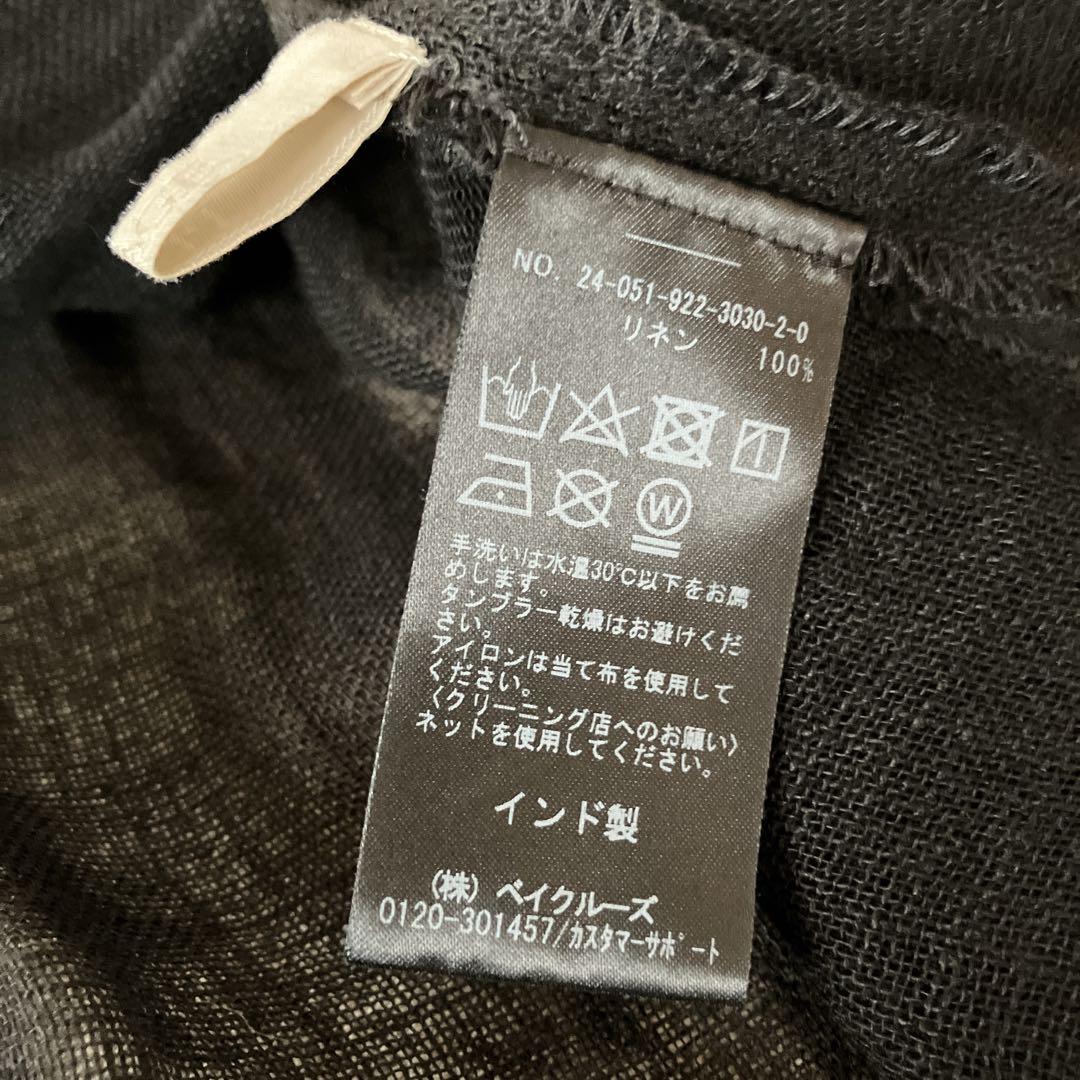 NO. 24-051-922-3030-2-0
リネン 100%
W
手洗いは水温30℃以下をお薦
めします。
タンブラー乾燥はお避けくだ
さい。
アイロンは当て布を使用して
ください。
〈クリーニング店へのお願い〉
ネットを使用してください。
インド製
(株) ベイクルーズ
0120-301457/カスタマーサポート